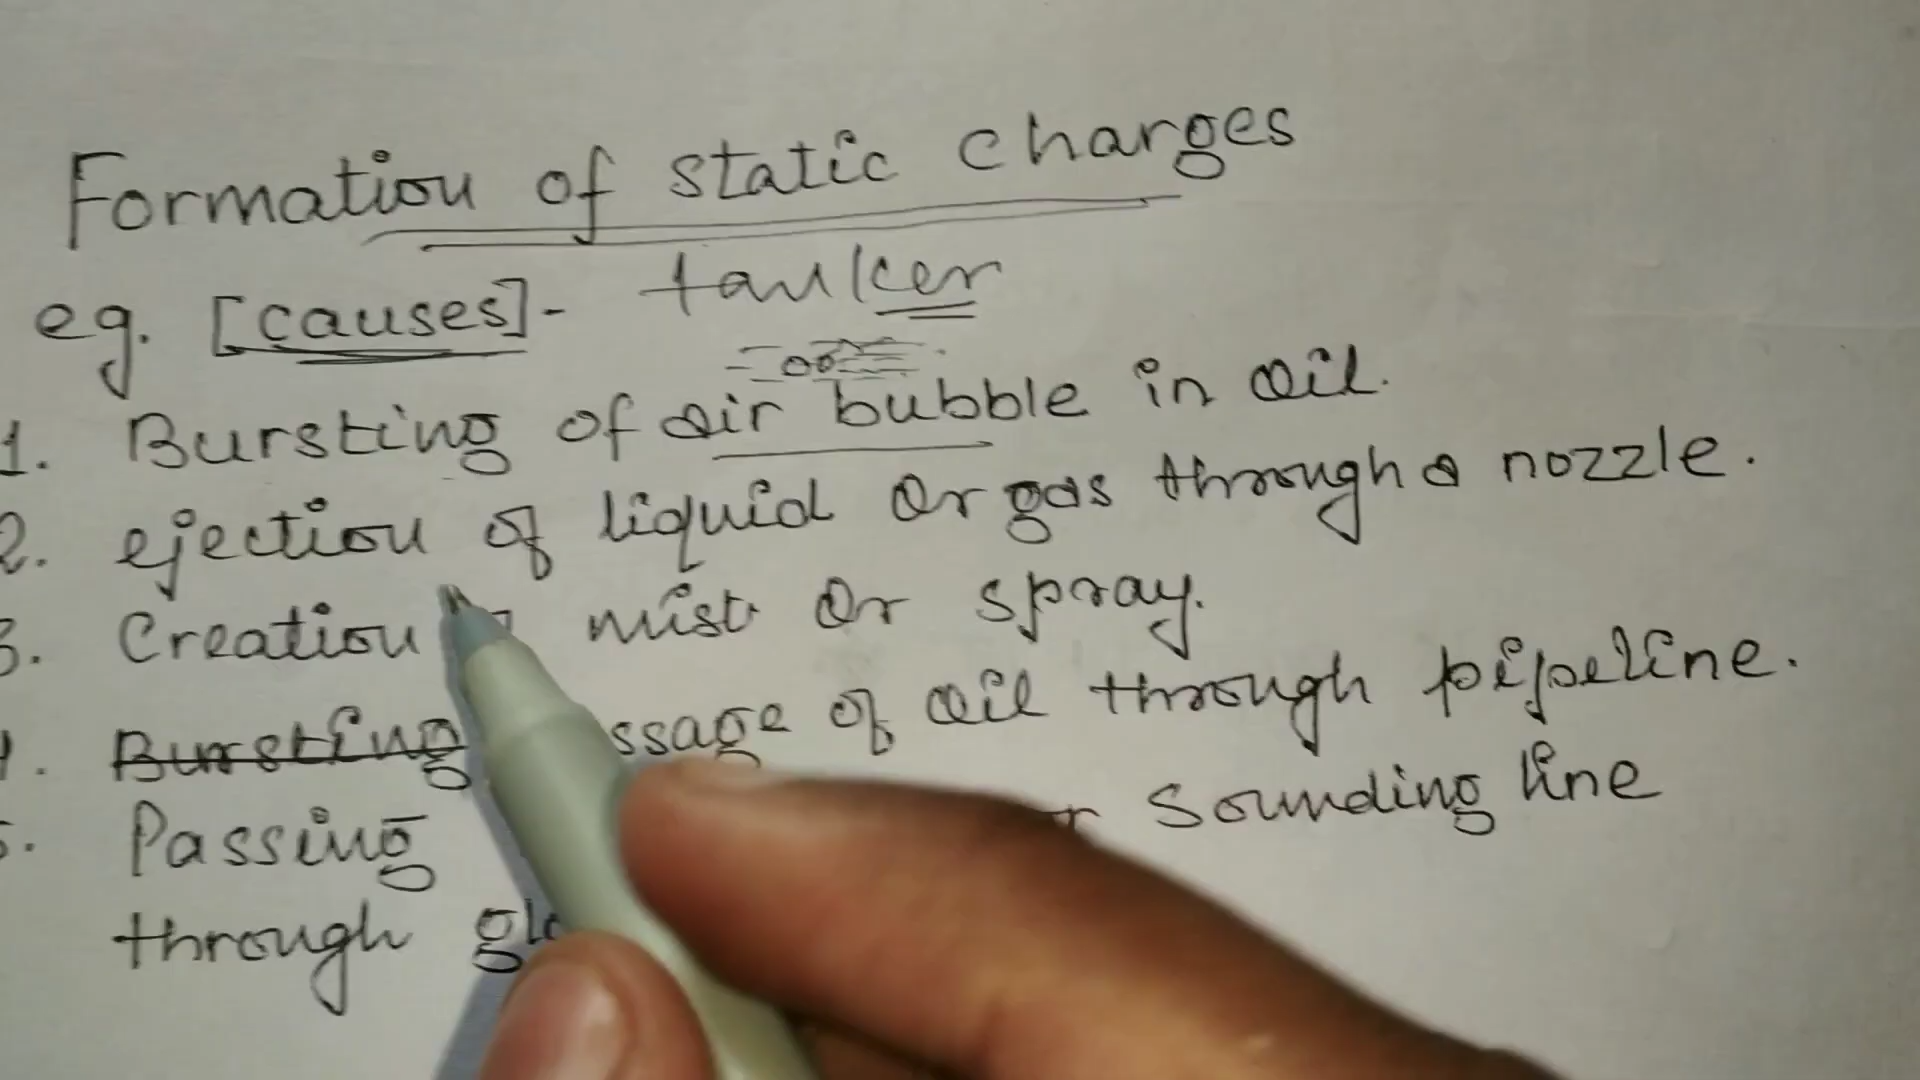 Formation of static charges
eg. [causes]- tanker
1. Bursting of air bubble in oil.
2. ejection of liquid or gas through a nozzle.
3. Creation mist or spray.
4. Bursting ssage of oil through pipeline.
5. Passing Sounding line
through